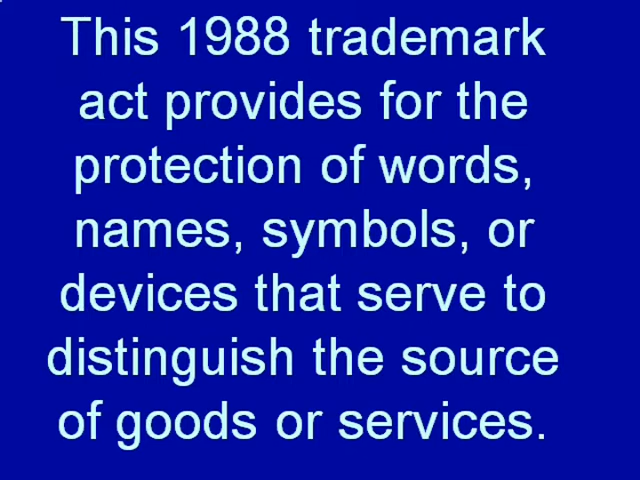 This 1988 trademark
act provides for the
protection of words,
names, symbols, or
devices that serve to
distinguish the source
of goods or services.